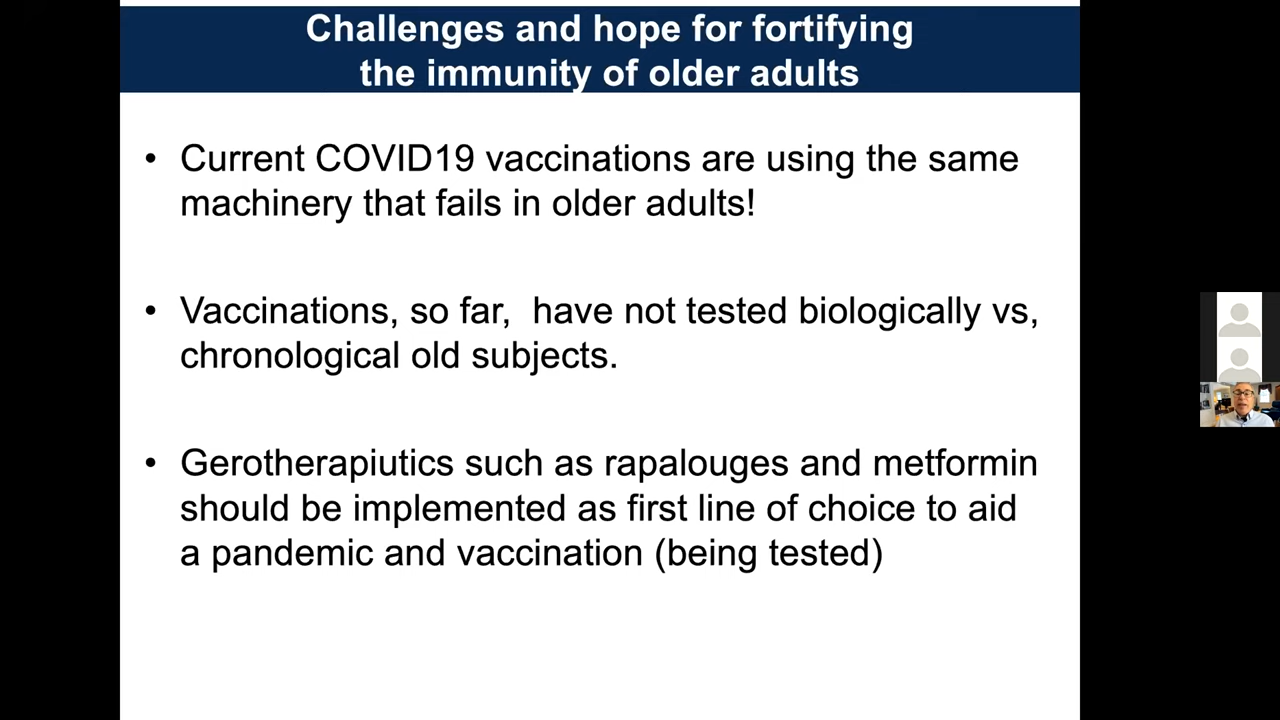 Challenges and hope for fortifying
the immunity of older adults
• Current COVID19 vaccinations are using the same
machinery that fails in older adults!
• Vaccinations, so far,  have not tested biologically vs,
chronological old subjects.
• Gerotherapiutics such as rapalouges and metformin
should be implemented as first line of choice to aid
a pandemic and vaccination (being tested)